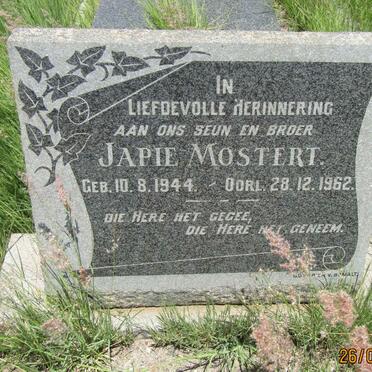 IN
LIEFDEVOLLE HERINNERING
AAN ONS SEUN EN BROER
JAPIE MOSTERT.
GEB. 10.8.1944. - OORL. 28.12.1962.
DIE HERE HET GEGEE,
DIE HERE HET GENEEM.
26/0